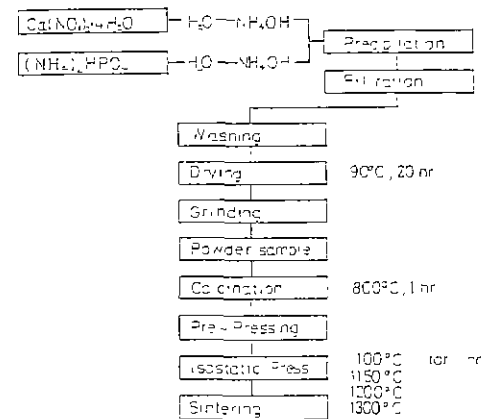 Ca(NO₃)₂·4H₂O H₂O NH₄OH
Precipitation
(NH₄)₂HPO₄ H₂O NH₄OH
Filtration
Washing
Drying 90°C, 20 hr
Grinding
Powder sample
Calcination 800°C, 1 hr
Pre-Pressing
Isostatic Press
1150°C
1200°C
Sintering 1300°C